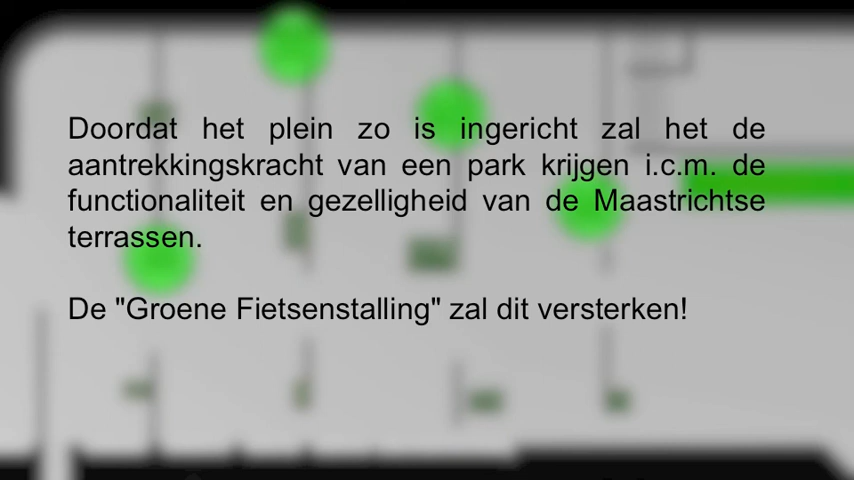 Doordat het plein zo is ingericht zal het de
aantrekkingskracht van een park krijgen i.c.m. de
functionaliteit en gezelligheid van de Maastrichtse
terrassen.
De "Groene Fietsenstalling" zal dit versterken!